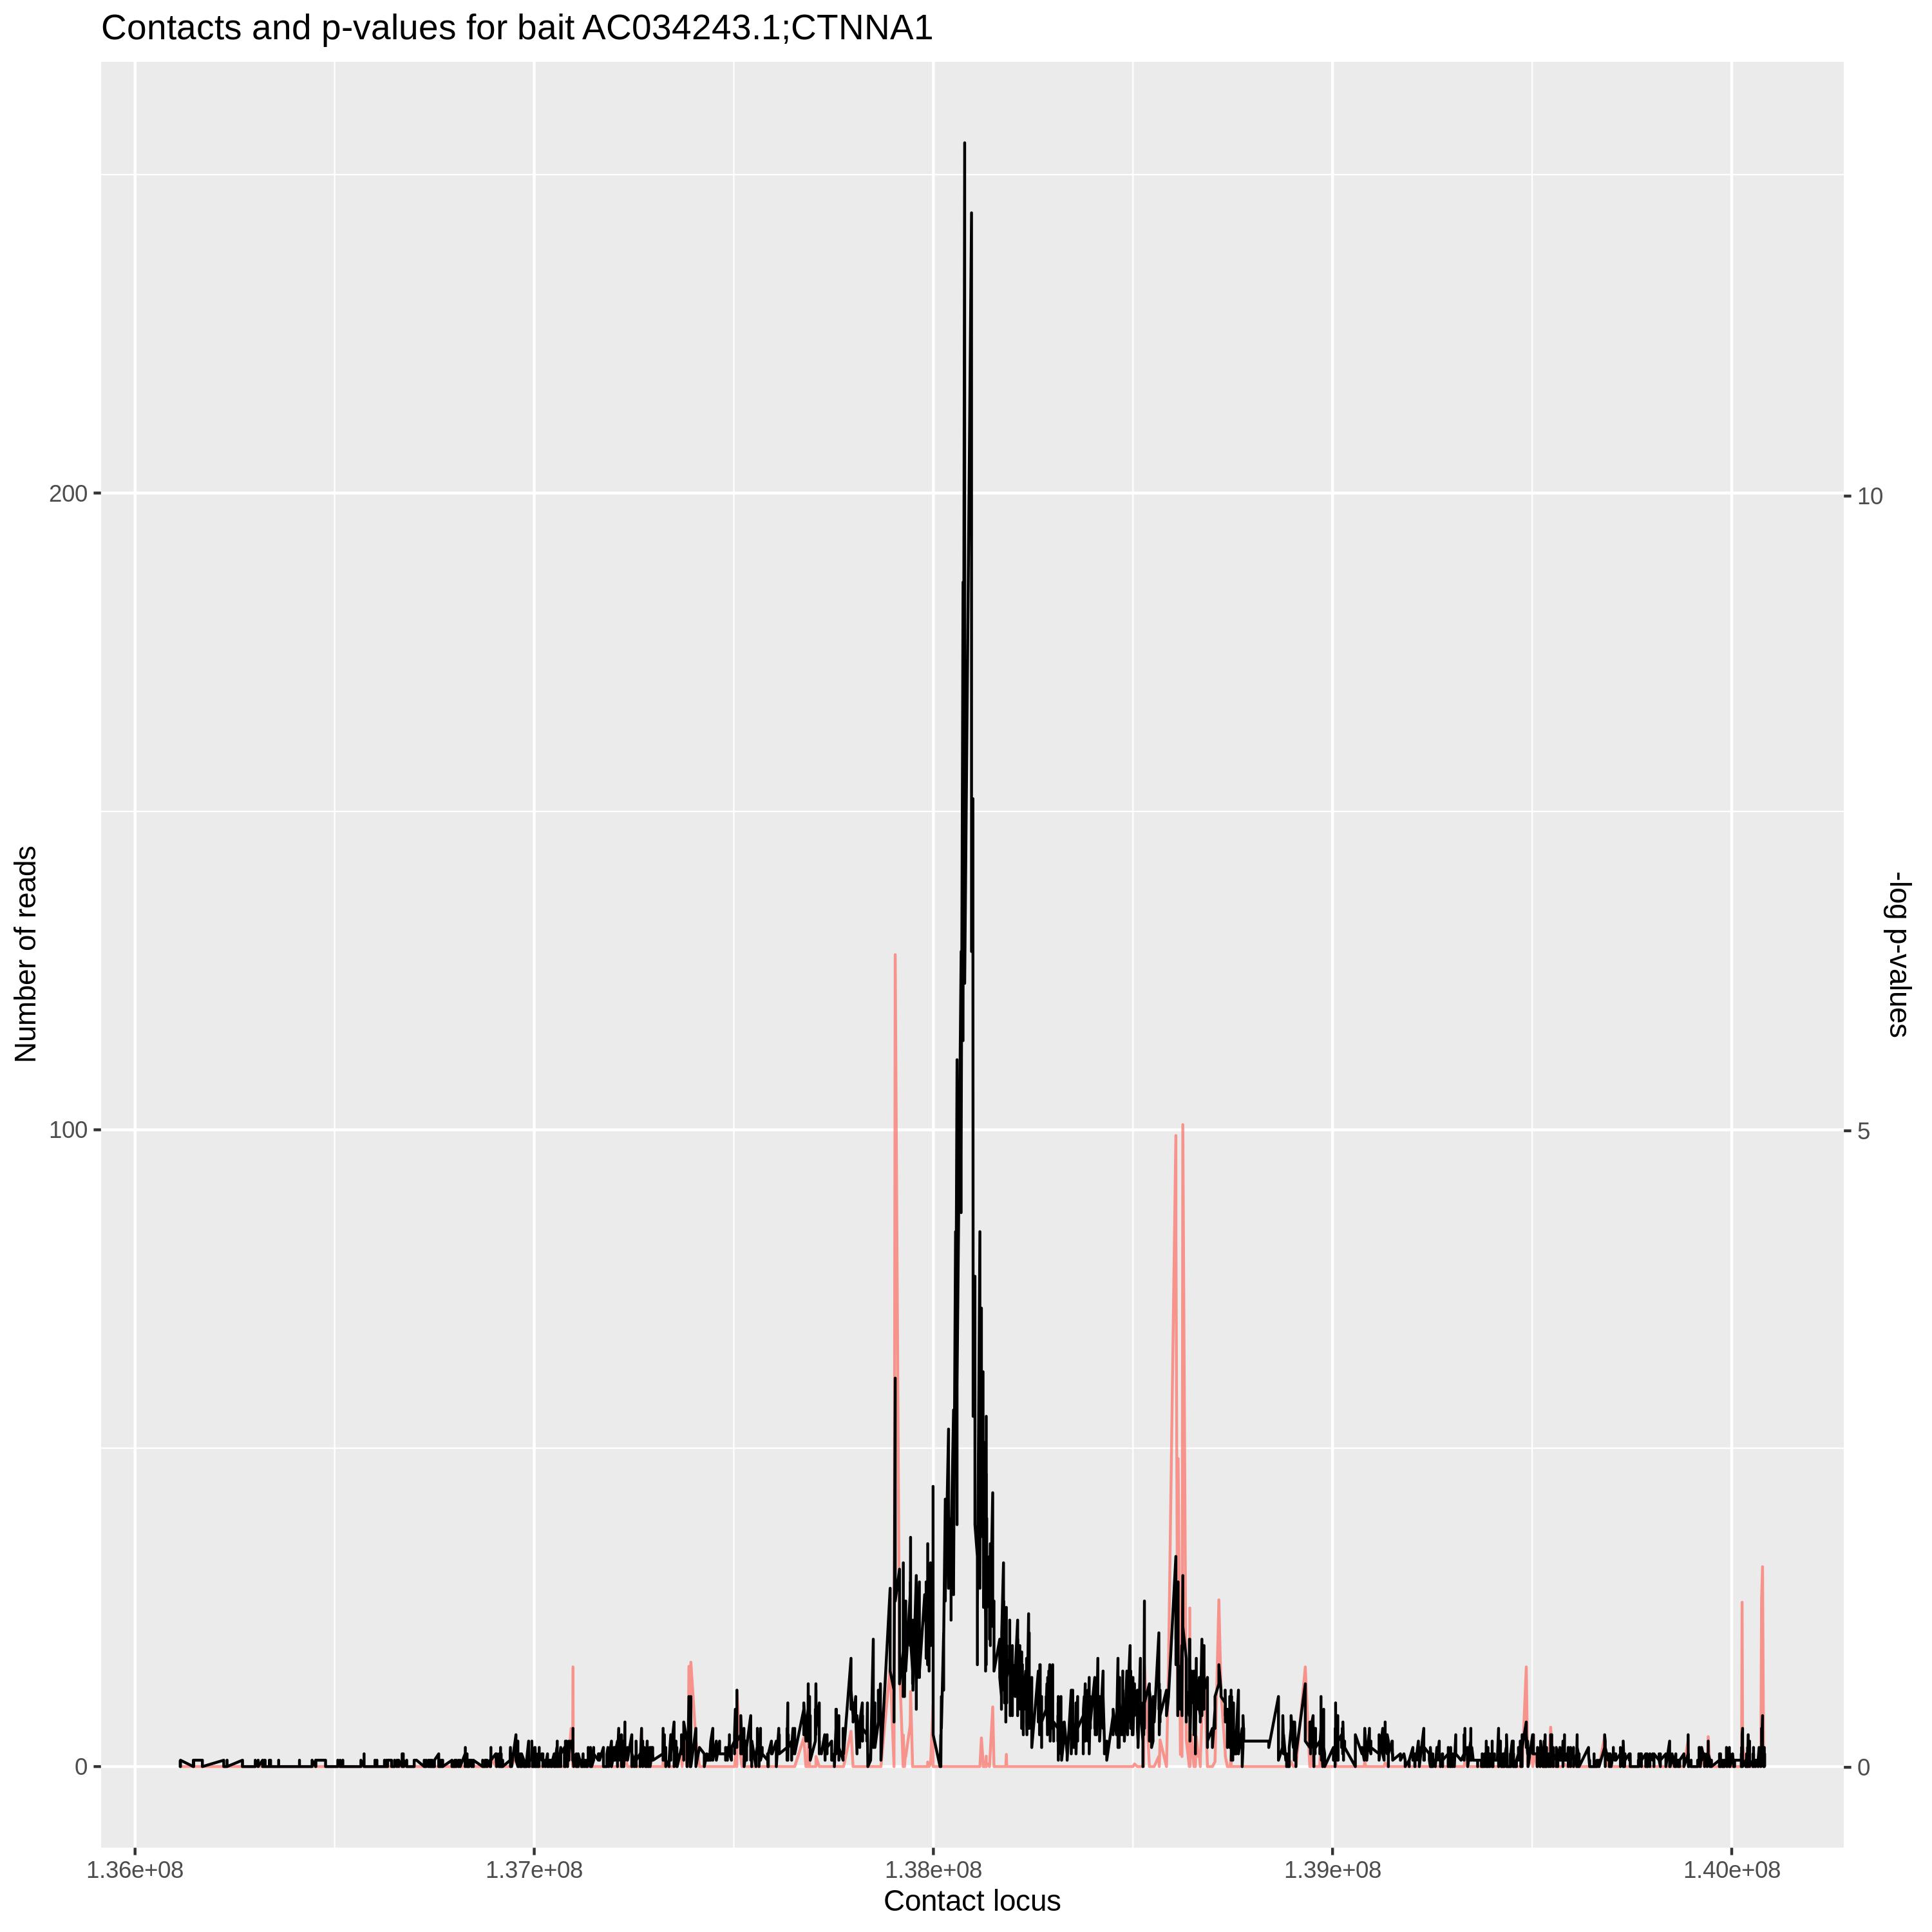 Contacts and p-values for bait AC034243.1;CTNNA1
Number of reads
200
100
0
10
5
0
-log p-values
1.36e+08
1.37e+08
1.38e+08
1.39e+08
1.40e+08
Contact locus